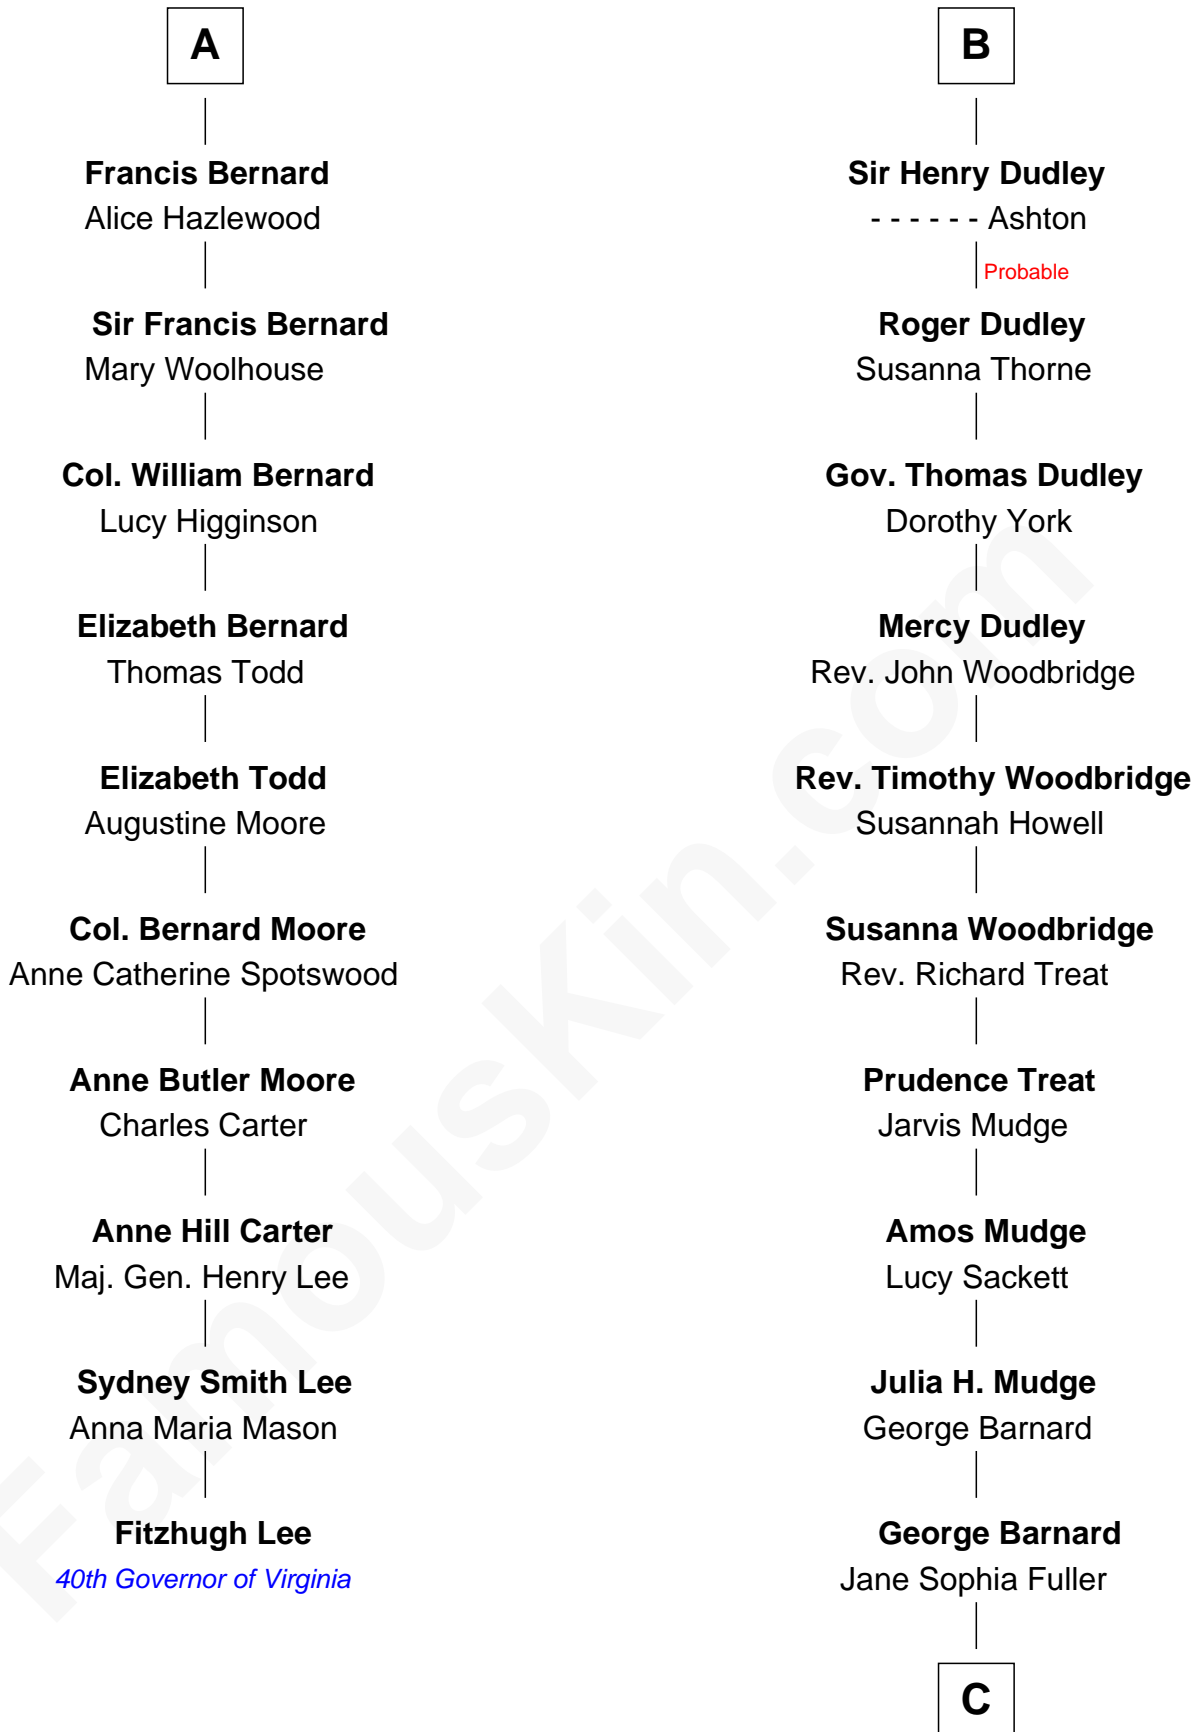 A
Francis Bernard
Alice Hazlewood
Sir Francis Bernard
Mary Woolhouse
Col. William Bernard
Lucy Higginson
Elizabeth Bernard
Thomas Todd
Elizabeth Todd
Augustine Moore
Col. Bernard Moore
Anne Catherine Spotswood
Anne Butler Moore
Charles Carter
Anne Hill Carter
Maj. Gen. Henry Lee
Sydney Smith Lee
Anna Maria Mason
Fitzhugh Lee
40th Governor of Virginia
B
Sir Henry Dudley
- - - - - - Ashton
Probable
Roger Dudley
Susanna Thorne
Gov. Thomas Dudley
Dorothy York
Mercy Dudley
Rev. John Woodbridge
Rev. Timothy Woodbridge
Susannah Howell
Susanna Woodbridge
Rev. Richard Treat
Prudence Treat
Jarvis Mudge
Amos Mudge
Lucy Sackett
Julia H. Mudge
George Barnard
George Barnard
Jane Sophia Fuller
C
FamousKin.com